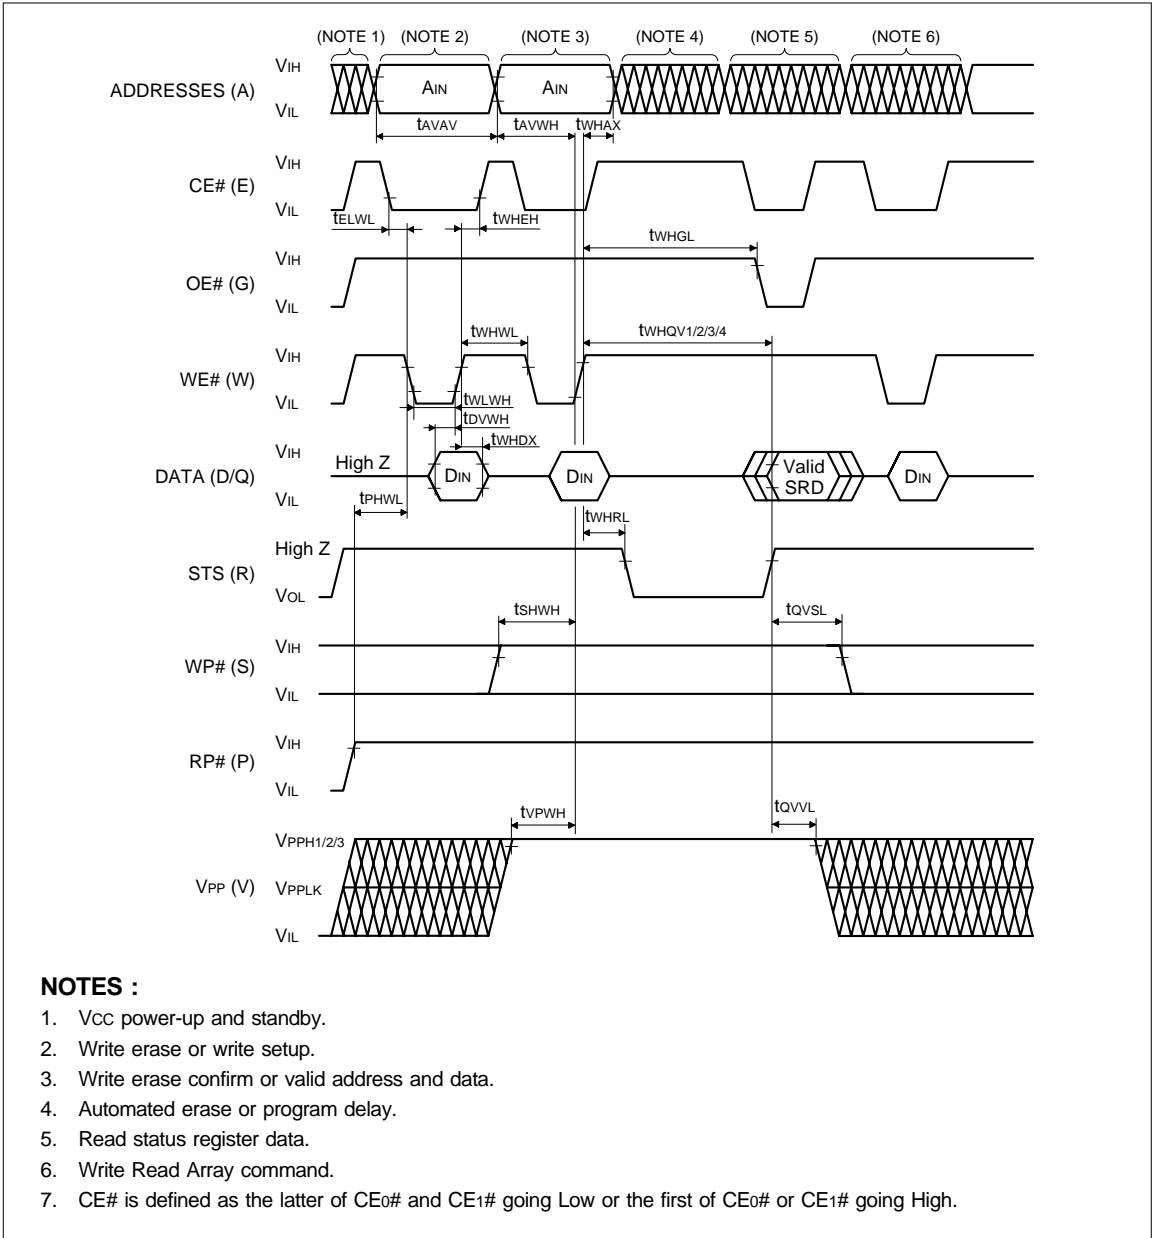 (NOTE 1) (NOTE 2) (NOTE 3) (NOTE 4) (NOTE 5) (NOTE 6)
ADDRESSES (A) VIH VIL AIN AIN
tAVAV tAVWH tWHAX
CE# (E) VIH VIL
tELWL tWHEH tWHGL
OE# (G) VIH VIL
tWHWL tWHQV1/2/3/4
WE# (W) VIH VIL
tWLWH
tDVWH
tWHDX
DATA (D/Q) VIH VIL High Z DIN DIN Valid SRD DIN
tPHWL tWHRL
STS (R) High Z VOL
tSHWH tQVSL
WP# (S) VIH VIL
RP# (P) VIH VIL
tVPWH tQVVL
VPP (V) VPPH1/2/3 VPPLK VIL
NOTES :
1. VCC power-up and standby.
2. Write erase or write setup.
3. Write erase confirm or valid address and data.
4. Automated erase or program delay.
5. Read status register data.
6. Write Read Array command.
7. CE# is defined as the latter of CE0# and CE1# going Low or the first of CE0# or CE1# going High.